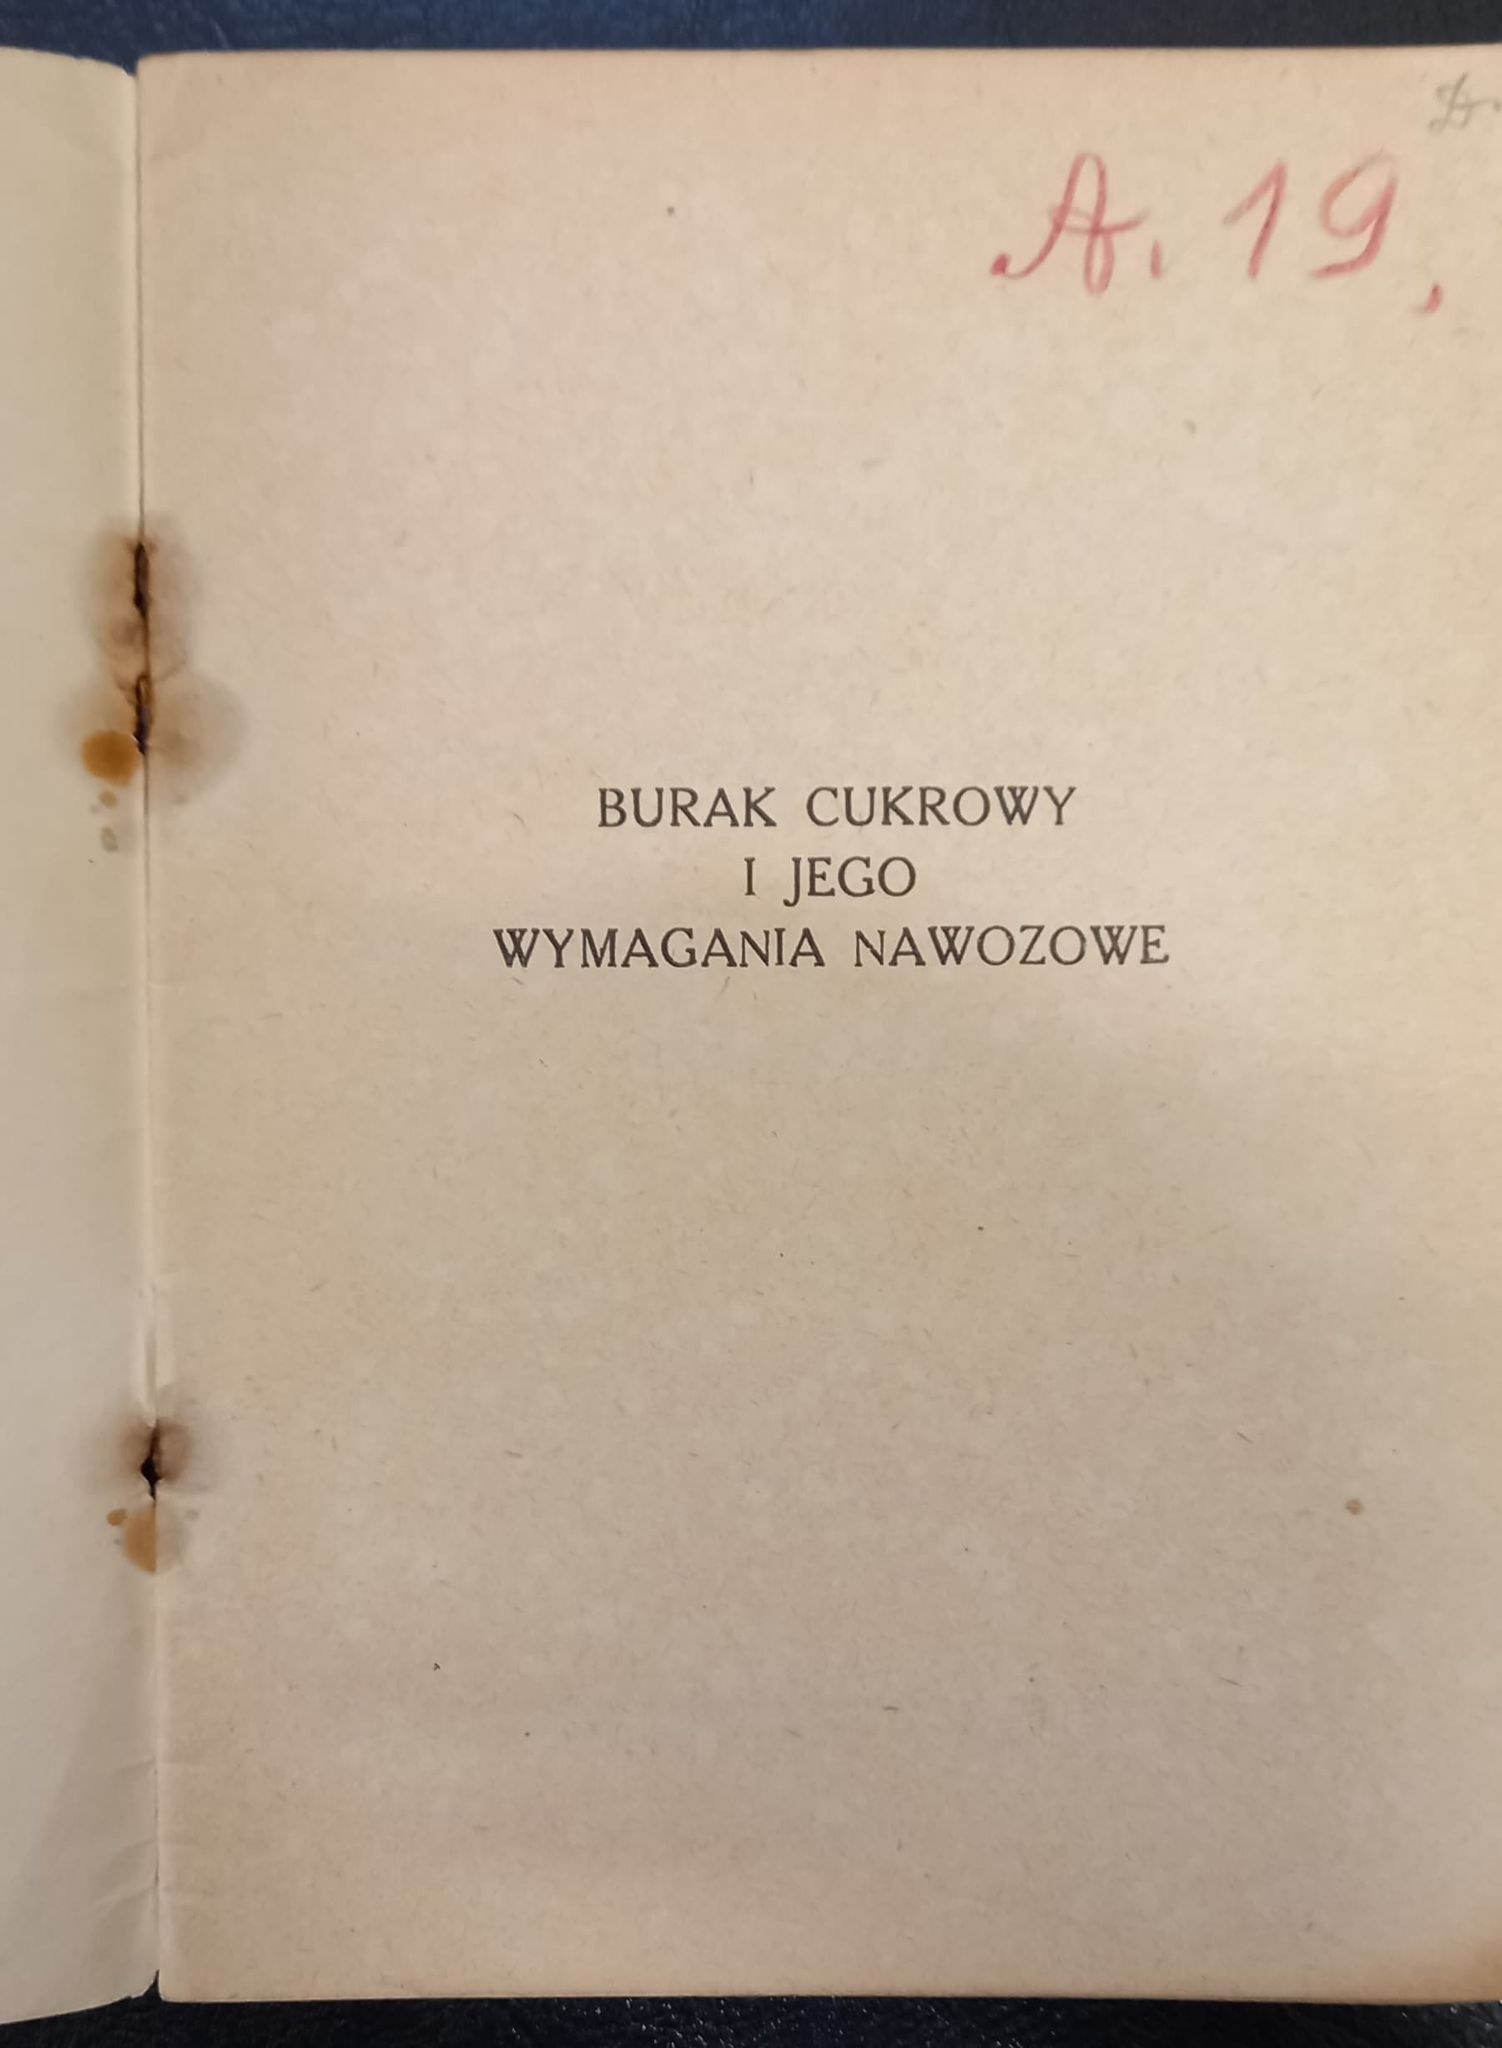 A. 19.
BURAK CUKROWY
I JEGO
WYMAGANIA NAWOZOWE